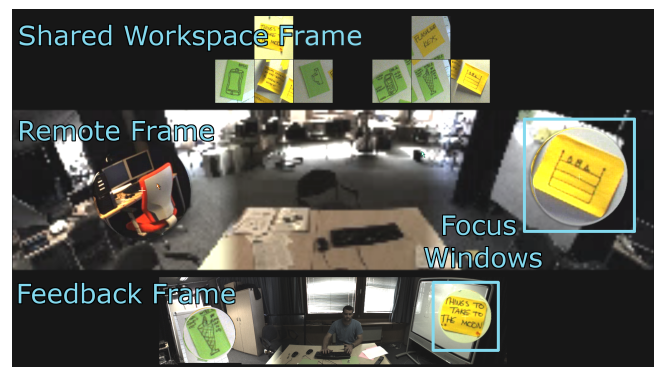 Shared Workspace Frame
Remote Frame
Focus
Windows
Feedback Frame
THINGS TO
TAKE TO
THE MOON